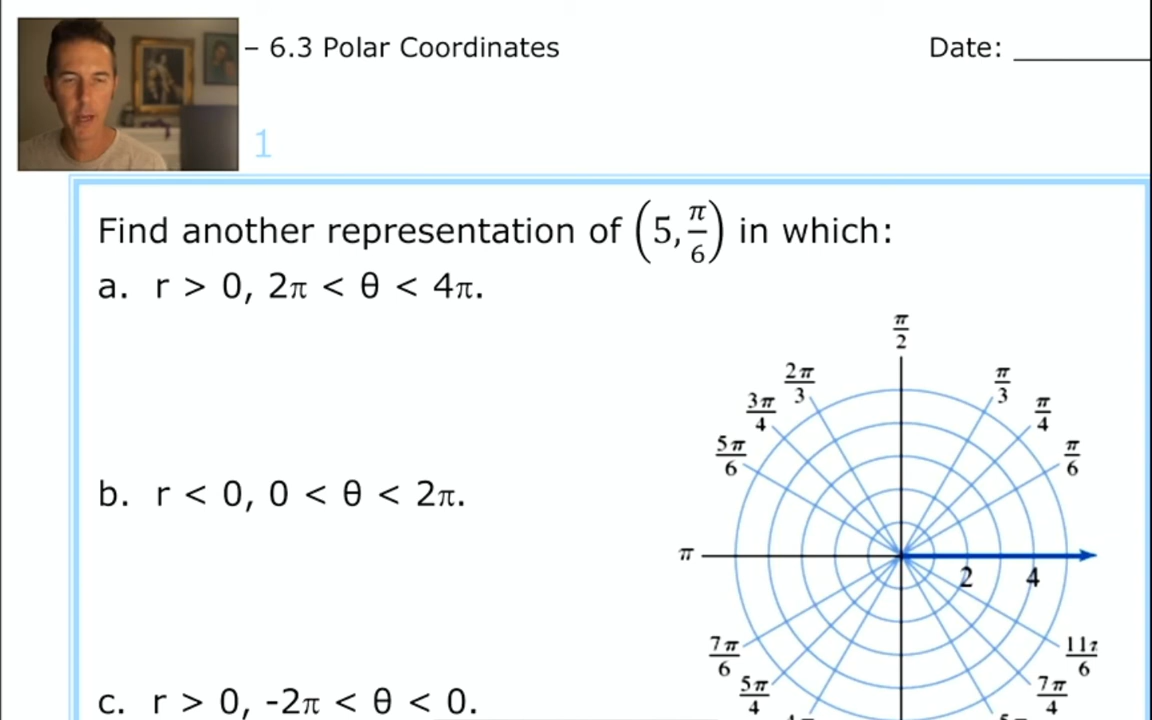 – 6.3 Polar Coordinates
Date: ________
1
Find another representation of (5, π/6) in which:
a. r > 0, 2π < θ < 4π.
π/2
2π/3
π/3
3π/4
π/4
5π/6
π/6
b. r < 0, 0 < θ < 2π.
π
2
4
7π/6
5π/4
7π/4
c. r > 0, -2π < θ < 0.